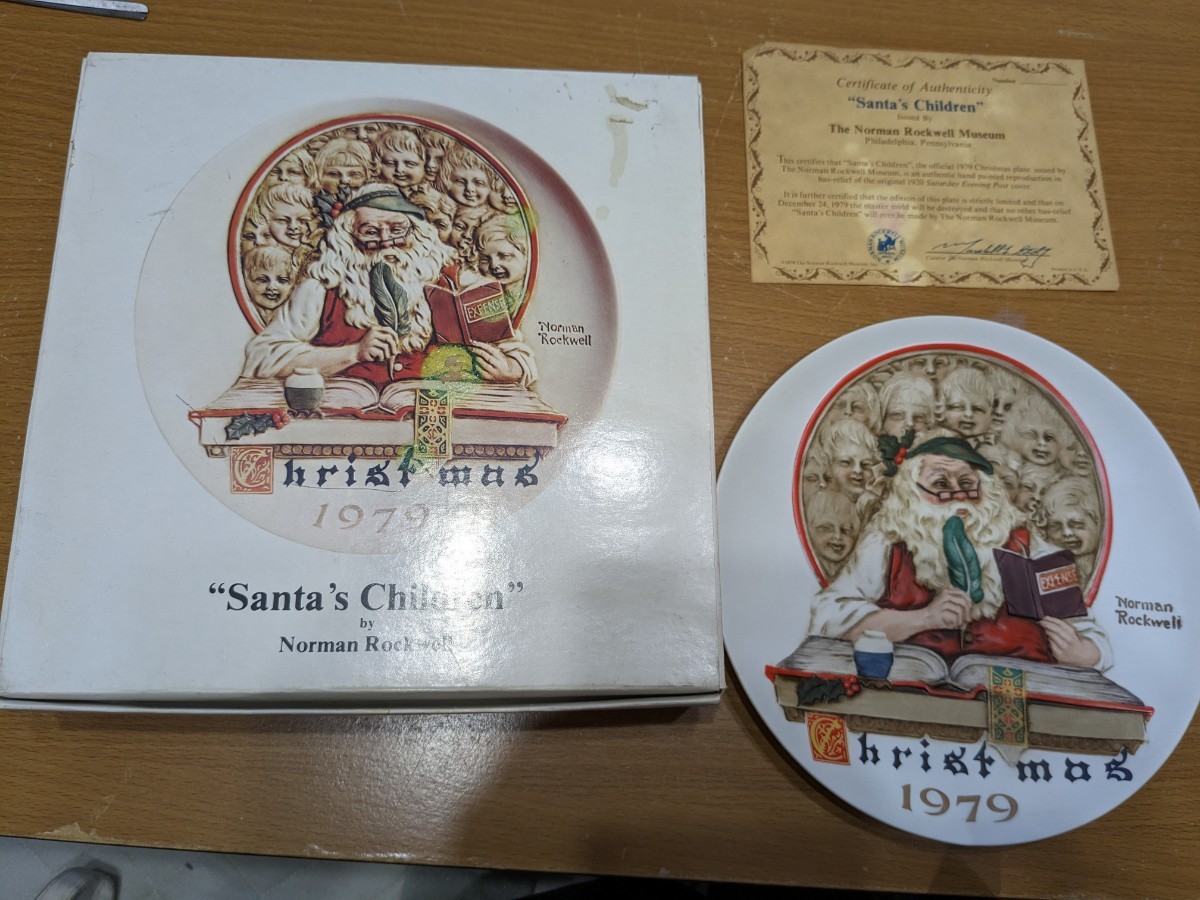 EXPENSE
Norman
Rockwell
Christmas
1979
"Santa's Children"
by
Norman Rockwell
Number
Certificate of Authenticity
"Santa's Children"
Issued By
The Norman Rockwell Museum
Philadelphia, Pennsylvania
This certifies that "Santa's Children", the official 1979 Christmas plate issued by
The Norman Rockwell Museum, is an authentic hand painted reproduction in
bas-relief of the original 1920 Saturday Evening Post cover.
It is further certified that the edition of this plate is strictly limited and that on
December 24, 1979 the master mold will be destroyed and that no other bas-relief
"Santa's Children" will ever be made by The Norman Rockwell Museum.
EXPENSE
Norman
Rockwell
Christmas
1979